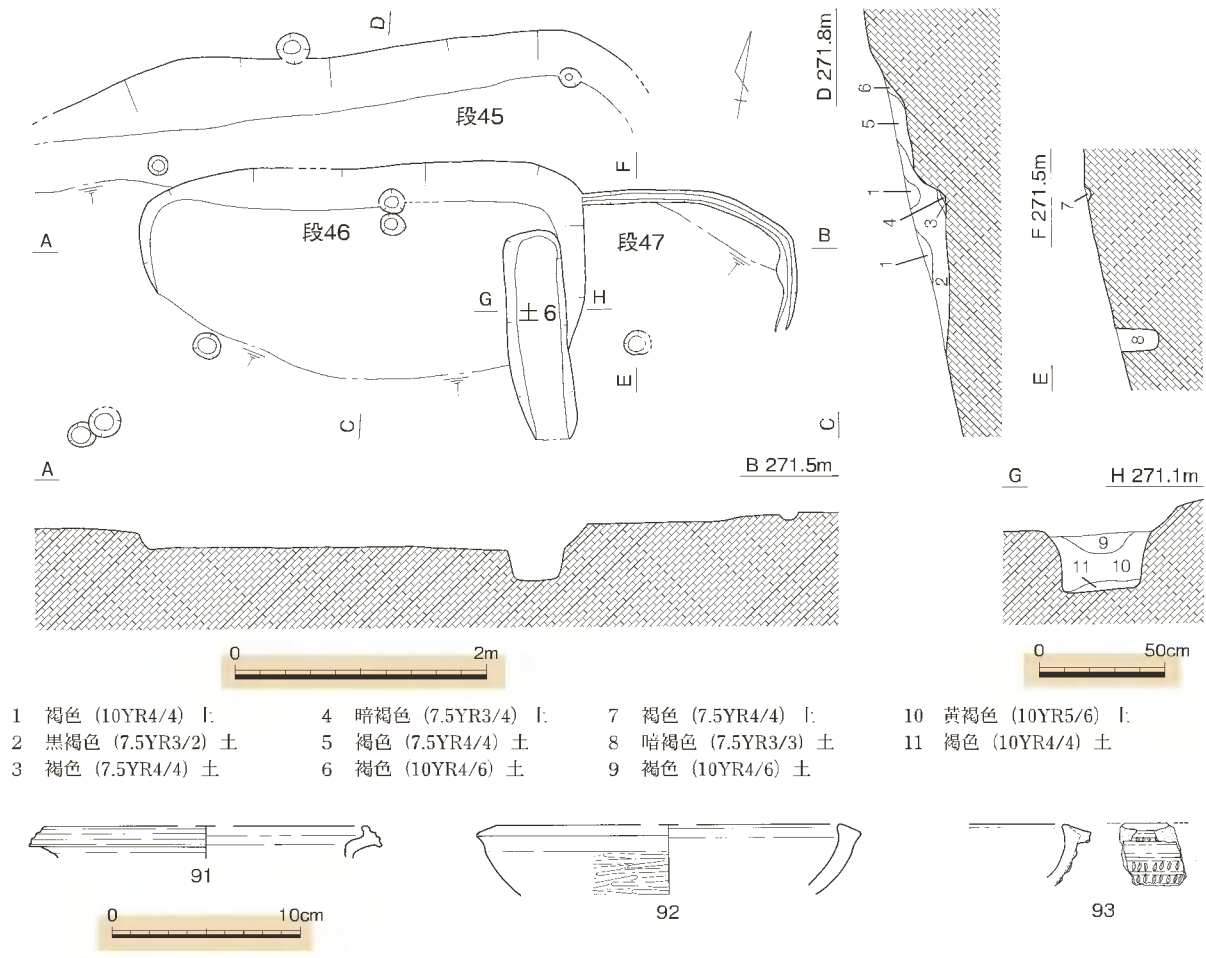 D
D 271.8m
段45
6
5
F
F 271.5m
7
1
4
3
A
段46
段47
B
1
2
G
土6
H
8
E
E
C
C
A
B 271.5m
G
H 271.1m
9
11
10
0
2m
0
50cm
1 褐色（10YR4/4）土
4 暗褐色（7.5YR3/4）土
7 褐色（7.5YR4/4）土
10 黄褐色（10YR5/6）土
2 黒褐色（7.5YR3/2）土
5 褐色（7.5YR4/4）土
8 暗褐色（7.5YR3/3）土
11 褐色（10YR4/4）土
3 褐色（7.5YR4/4）土
6 褐色（10YR4/6）土
9 褐色（10YR4/6）土
91
92
93
0
10cm